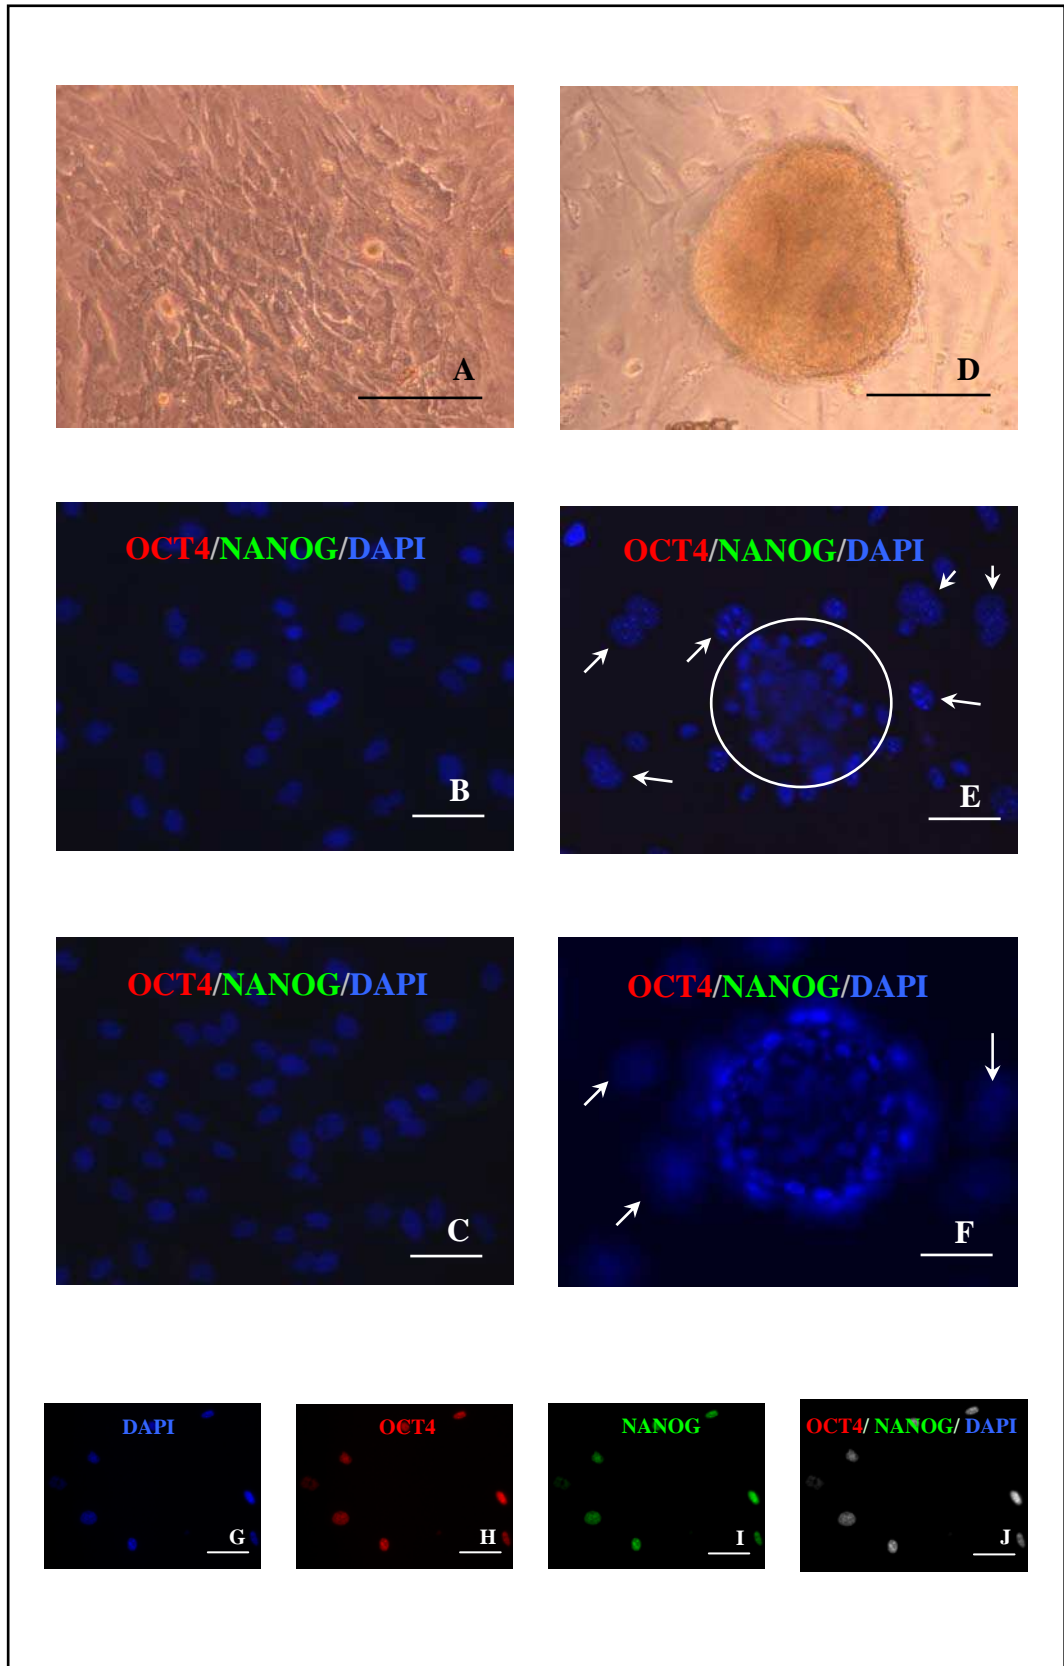 A
D
OCT4/NANOG/DAPI
B
OCT4/NANOG/DAPI
E
OCT4/NANOG/DAPI
C
OCT4/NANOG/DAPI
F
DAPI
G
OCT4
H
NANOG
I
OCT4/ NANOG/ DAPI
J